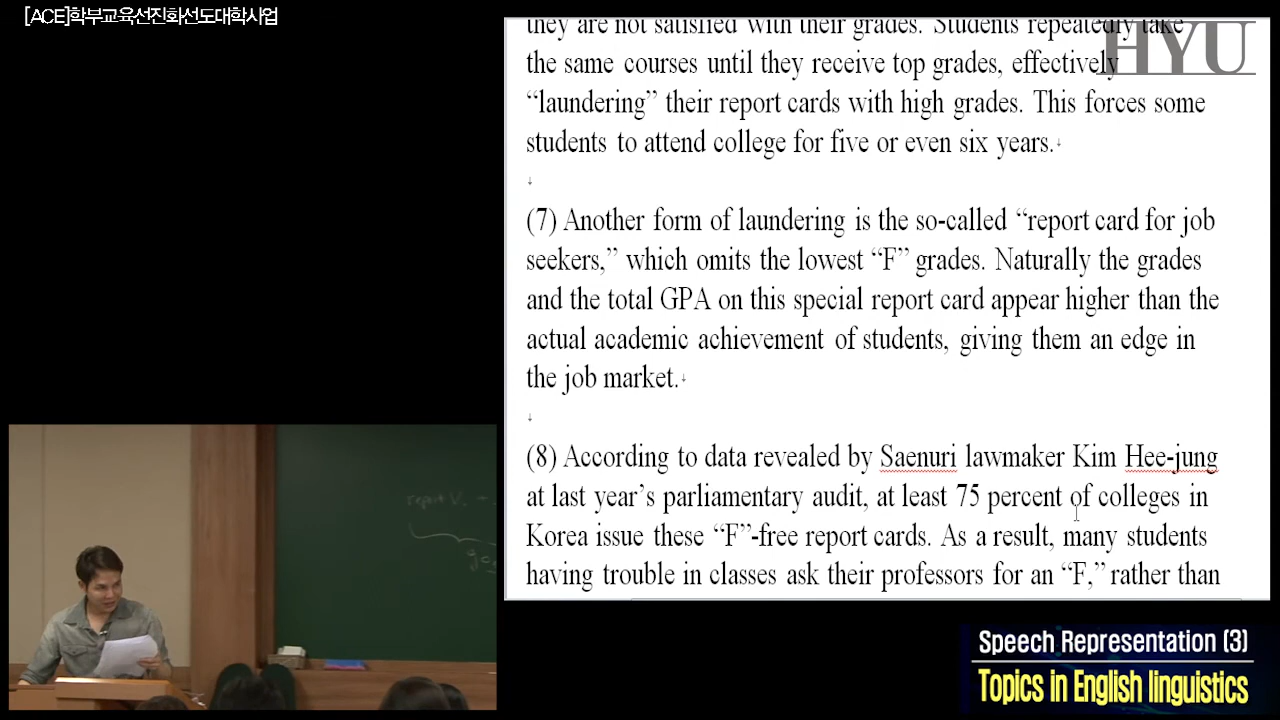 [ACE]학부교육선진화선도대학사업
they are not satisfied with their grades. Students repeatedly take
HYU
the same courses until they receive top grades, effectively
“laundering” their report cards with high grades. This forces some
students to attend college for five or even six years.
(7) Another form of laundering is the so-called “report card for job
seekers,” which omits the lowest “F” grades. Naturally the grades
and the total GPA on this special report card appear higher than the
actual academic achievement of students, giving them an edge in
the job market.
(8) According to data revealed by Saenuri lawmaker Kim Hee-jung
at last year’s parliamentary audit, at least 75 percent of colleges in
Korea issue these “F”-free report cards. As a result, many students
having trouble in classes ask their professors for an “F,” rather than
report V.
Speech Representation (3)
Topics in English linguistics